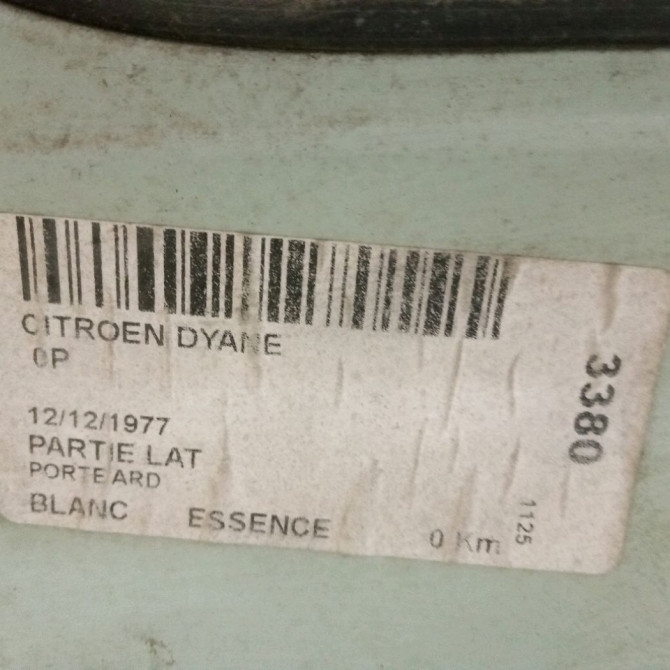 CITROEN DYANE
0P
12/12/1977
PARTIE LAT
PORTE ARD
BLANC ESSENCE 0 Km
1125
3380